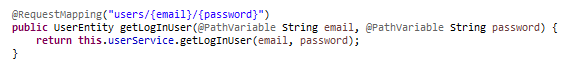 @RequestMapping("users/{email}/{password}")
public UserEntity getLogInUser(@PathVariable String email, @PathVariable String password) {
return this.userService.getLogInUser(email, password);
}